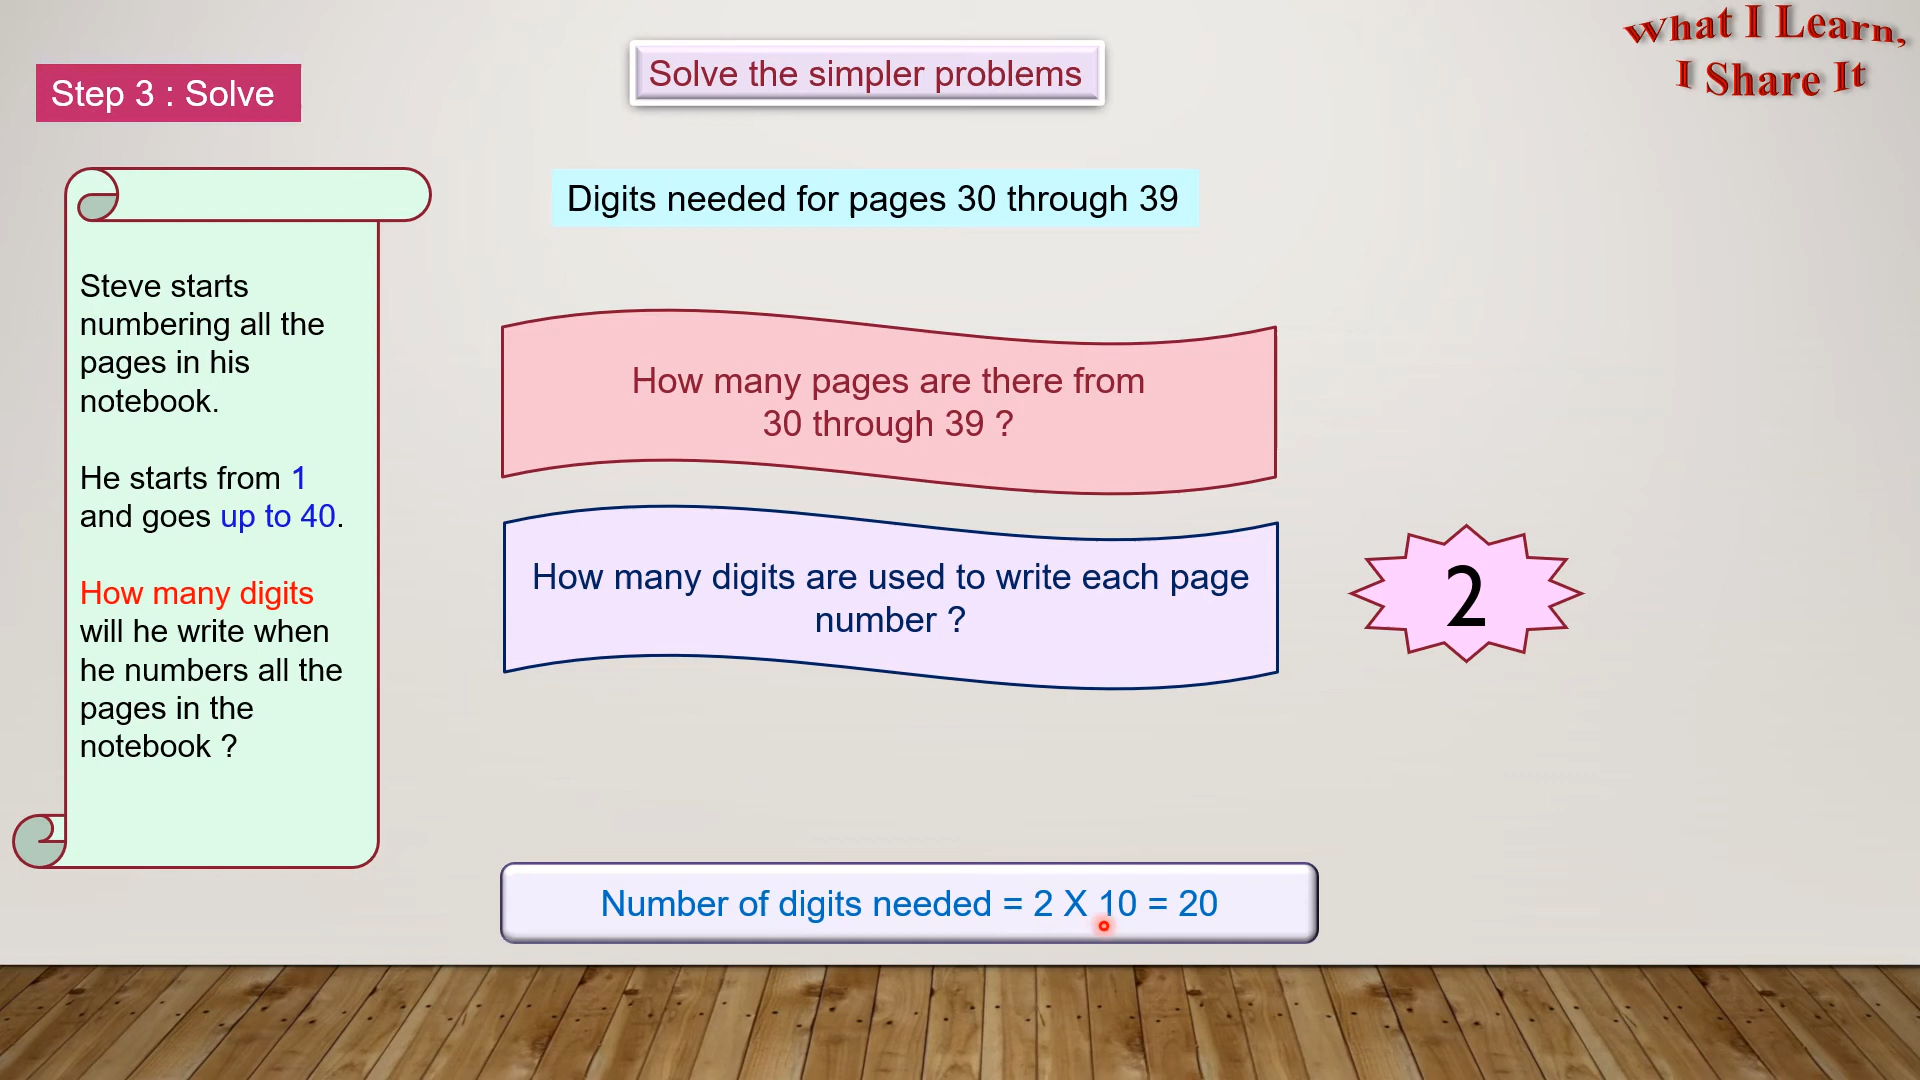 What I Learn,
I Share It
Step 3 : Solve
Solve the simpler problems
Digits needed for pages 30 through 39
Steve starts
numbering all the
pages in his
notebook.
He starts from 1
and goes up to 40.
How many digits
will he write when
he numbers all the
pages in the
notebook ?
How many pages are there from
30 through 39 ?
How many digits are used to write each page
number ?
2
Number of digits needed = 2 X 10 = 20